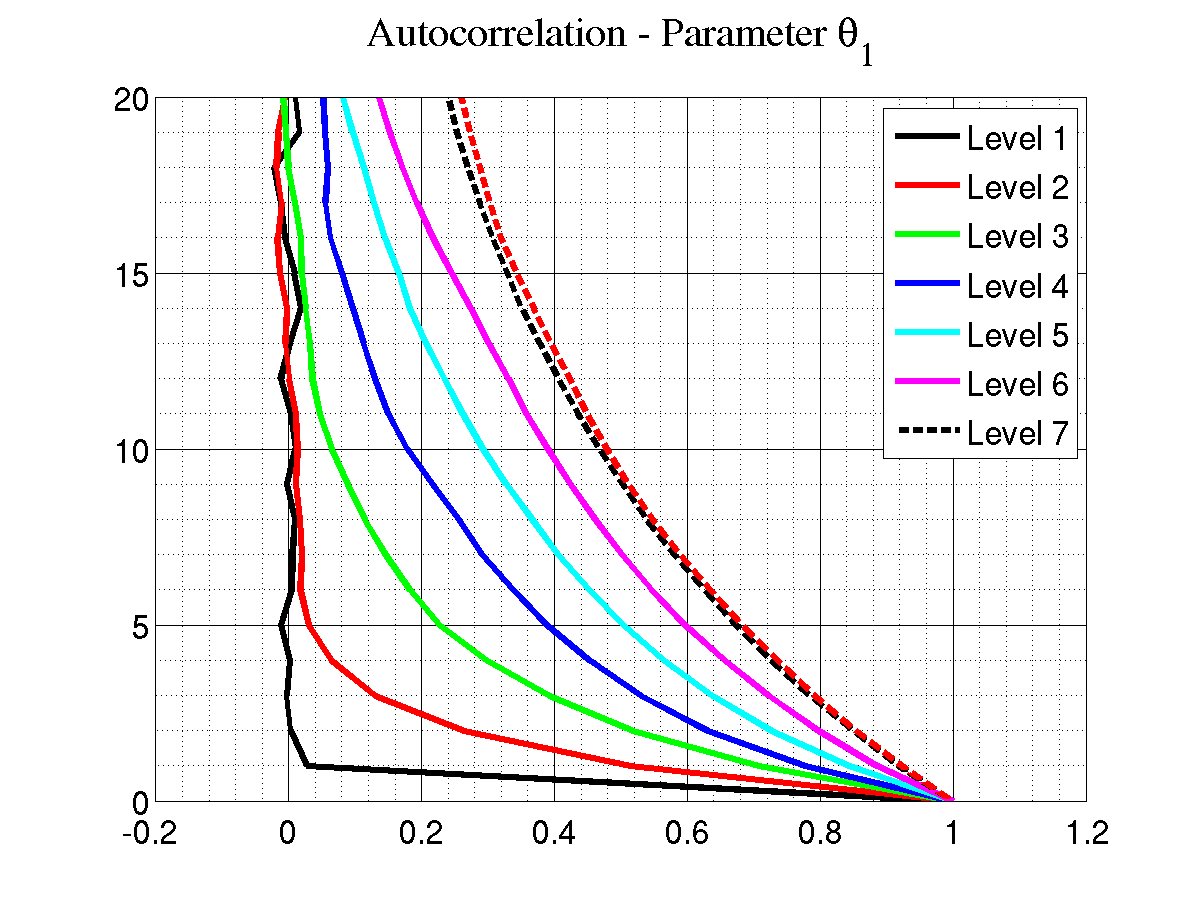 Autocorrelation - Parameter θ1
20
15
10
5
0
-0.2 0 0.2 0.4 0.6 0.8 1 1.2
Level 1
Level 2
Level 3
Level 4
Level 5
Level 6
Level 7